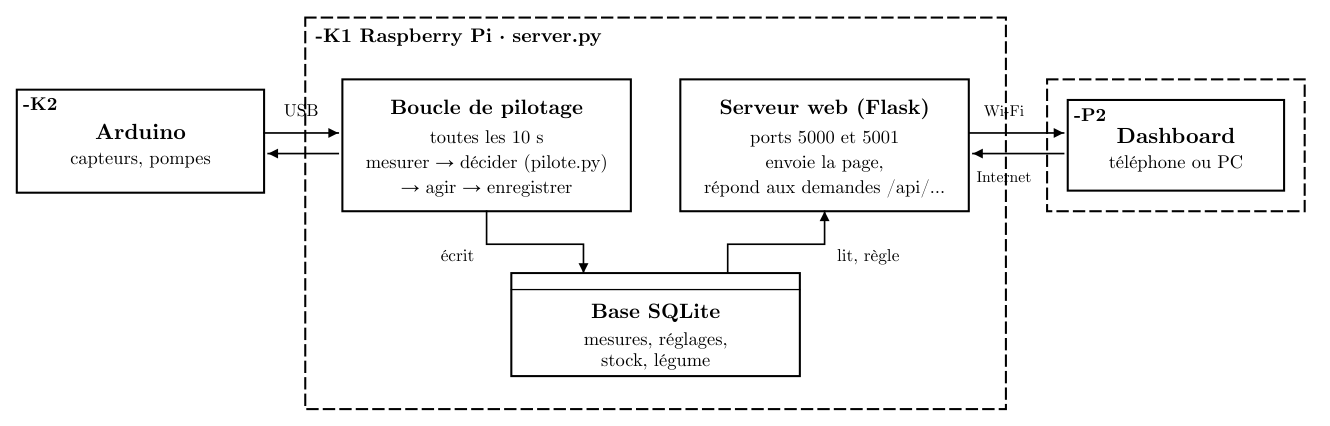 -K1 Raspberry Pi · server.py
-K2
Arduino
capteurs, pompes
USB
Boucle de pilotage
toutes les 10 s
mesurer → décider (pilote.py)
→ agir → enregistrer
Serveur web (Flask)
ports 5000 et 5001
envoie la page,
répond aux demandes /api/...
Wi-Fi
Internet
-P2
Dashboard
téléphone ou PC
écrit
lit, règle
Base SQLite
mesures, réglages,
stock, légume